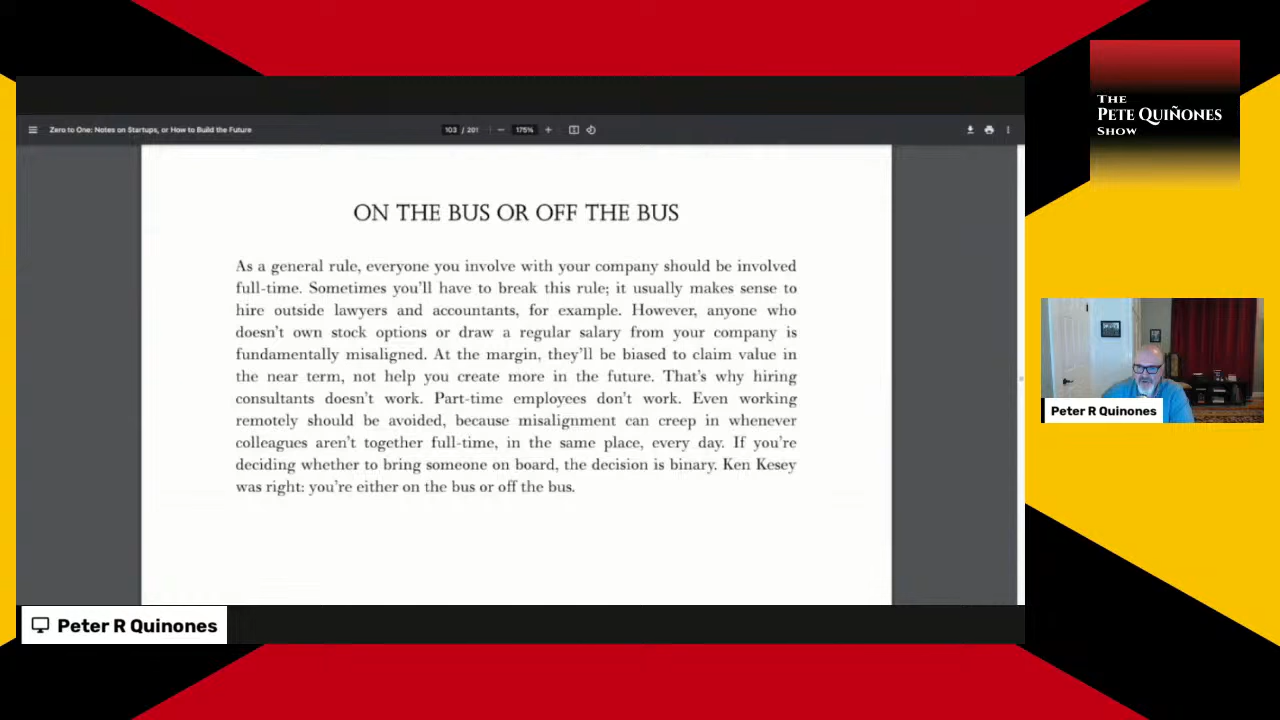 THE
PETE QUIÑONES
SHOW
Zero to One: Notes on Startups, or How to Build the Future
103 / 201
175%
ON THE BUS OR OFF THE BUS
As a general rule, everyone you involve with your company should be involved
full-time. Sometimes you'll have to break this rule; it usually makes sense to
hire outside lawyers and accountants, for example. However, anyone who
doesn't own stock options or draw a regular salary from your company is
fundamentally misaligned. At the margin, they'll be biased to claim value in
the near term, not help you create more in the future. That's why hiring
consultants doesn't work. Part-time employees don't work. Even working
remotely should be avoided, because misalignment can creep in whenever
colleagues aren't together full-time, in the same place, every day. If you're
deciding whether to bring someone on board, the decision is binary. Ken Kesey
was right: you're either on the bus or off the bus.
Peter R Quinones
Peter R Quinones